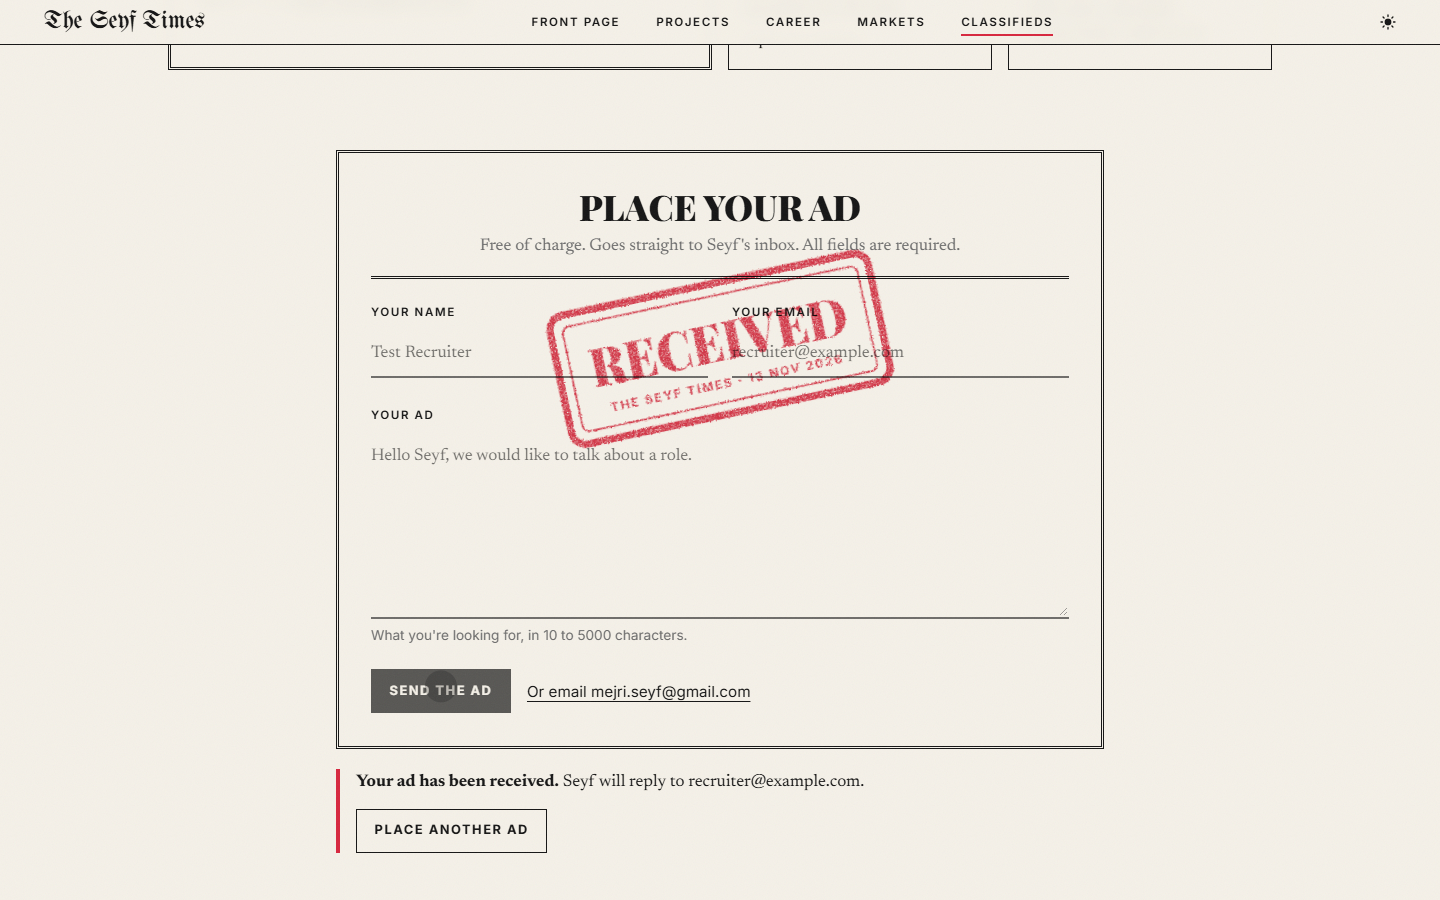 The Seyf Times
FRONT PAGE PROJECTS CAREER MARKETS CLASSIFIEDS
PLACE YOUR AD
Free of charge. Goes straight to Seyf's inbox. All fields are required.
YOUR NAME
YOUR EMAIL
Test Recruiter
recruiter@example.com
RECEIVED
THE SEYF TIMES · 13 NOV 2026
YOUR AD
Hello Seyf, we would like to talk about a role.
What you're looking for, in 10 to 5000 characters.
SEND THE AD
Or email mejri.seyf@gmail.com
Your ad has been received. Seyf will reply to recruiter@example.com.
PLACE ANOTHER AD